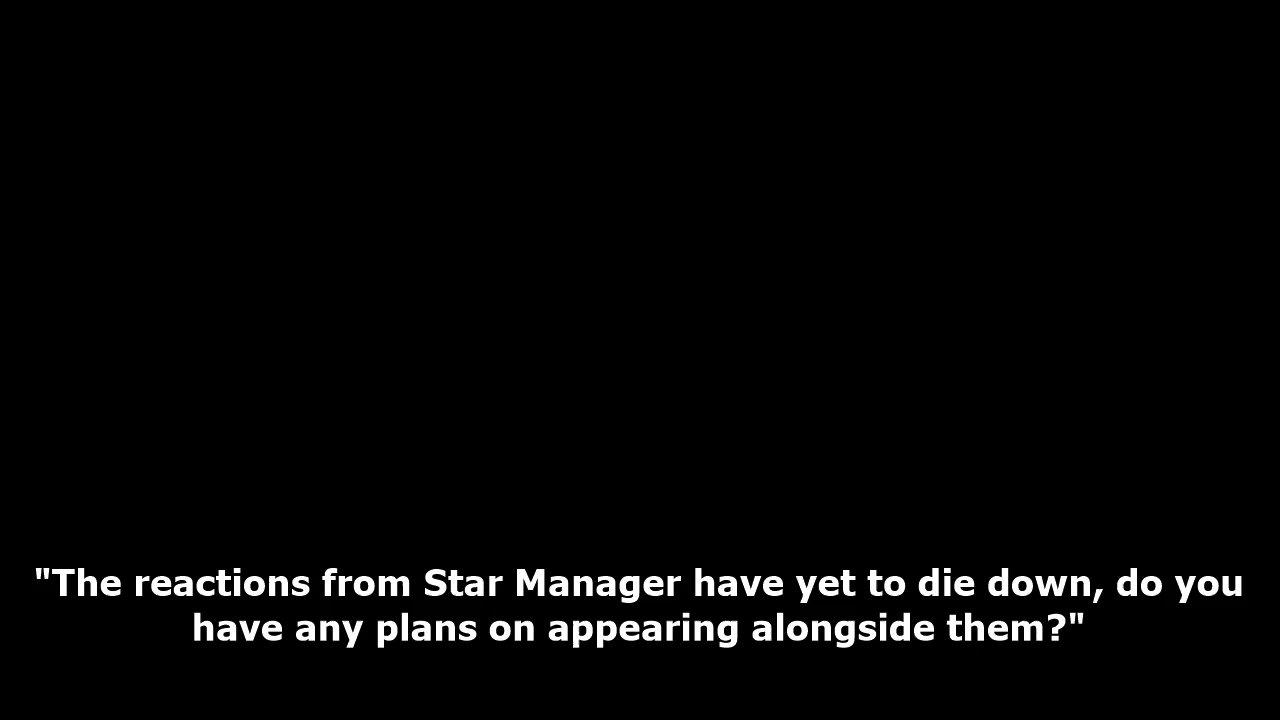 "The reactions from Star Manager have yet to die down, do you
have any plans on appearing alongside them?"